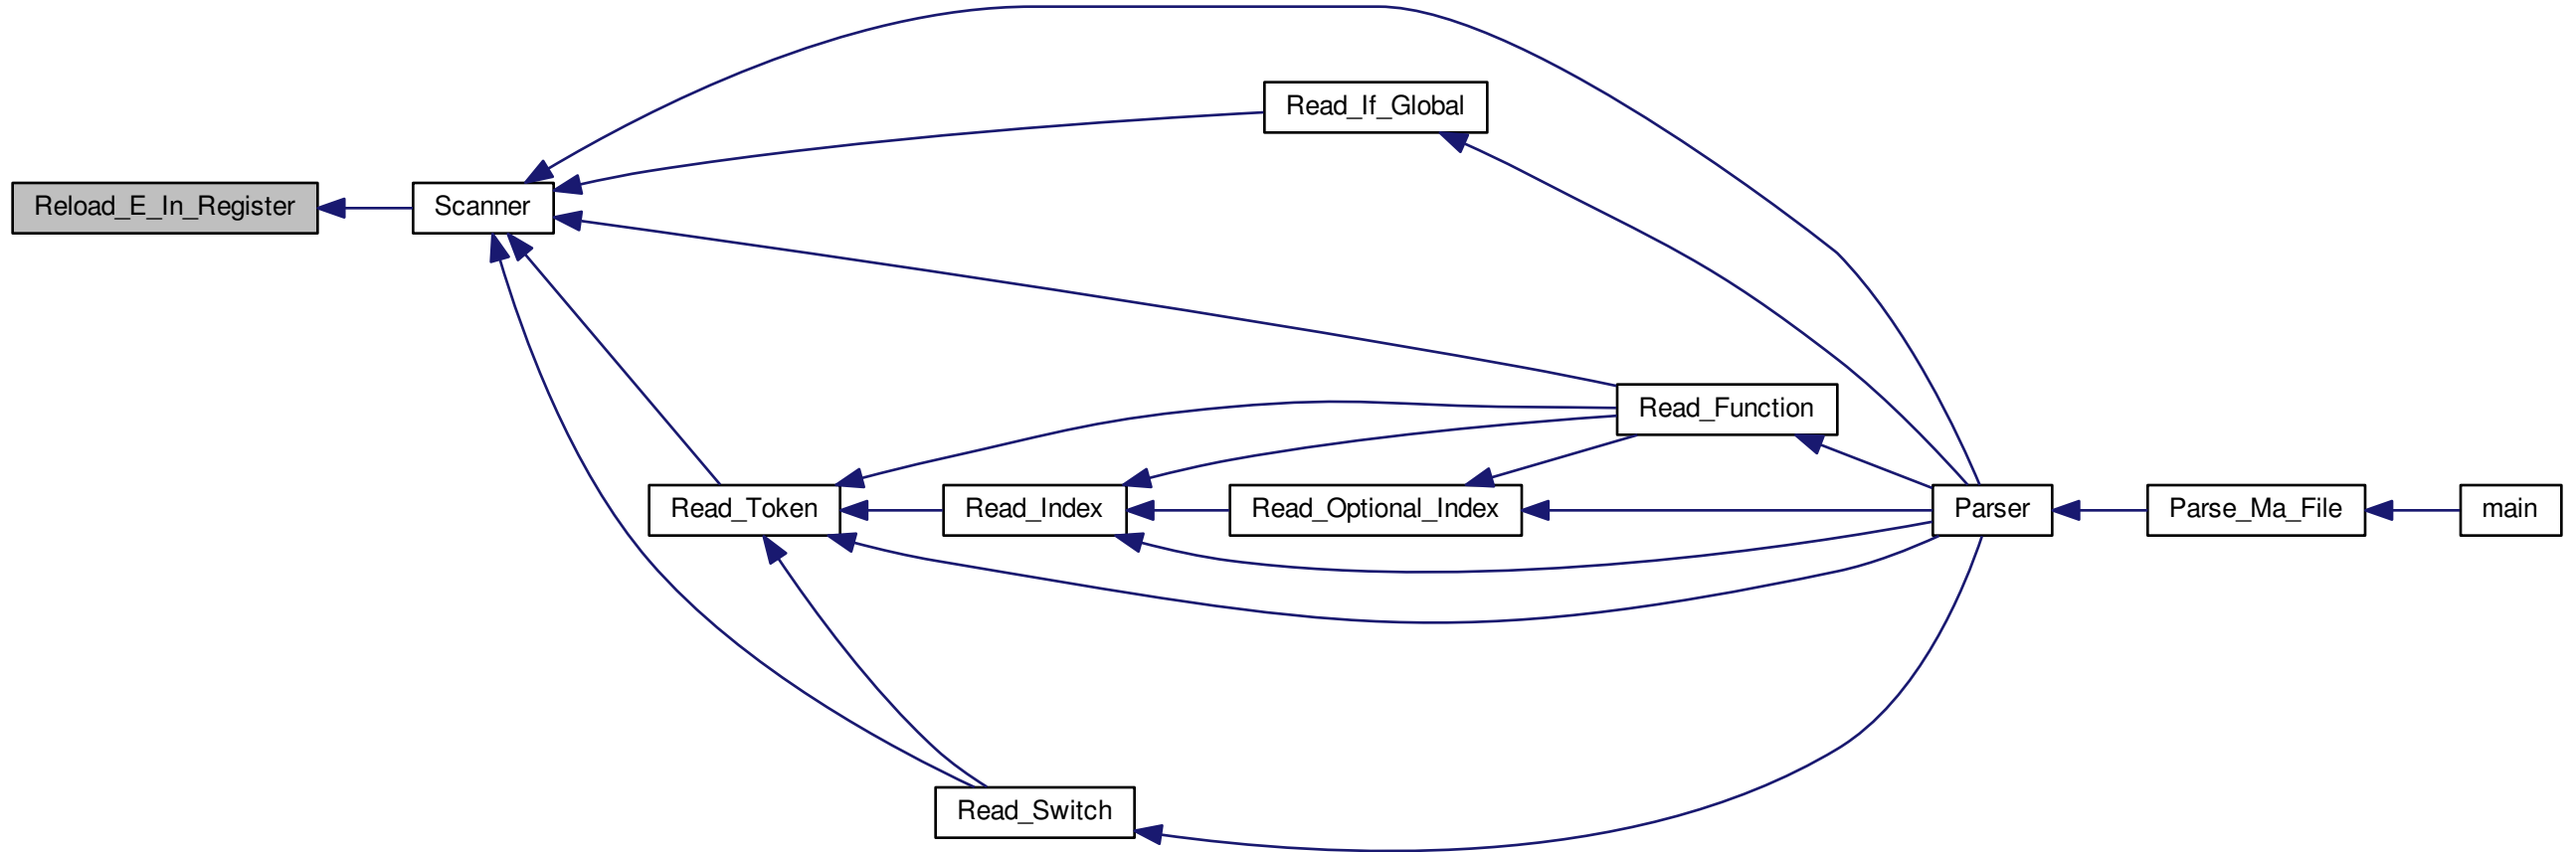 Read_If_Global
Reload_E_In_Register
Scanner
Read_Function
Read_Token
Read_Index
Read_Optional_Index
Parser
Parse_Ma_File
main
Read_Switch